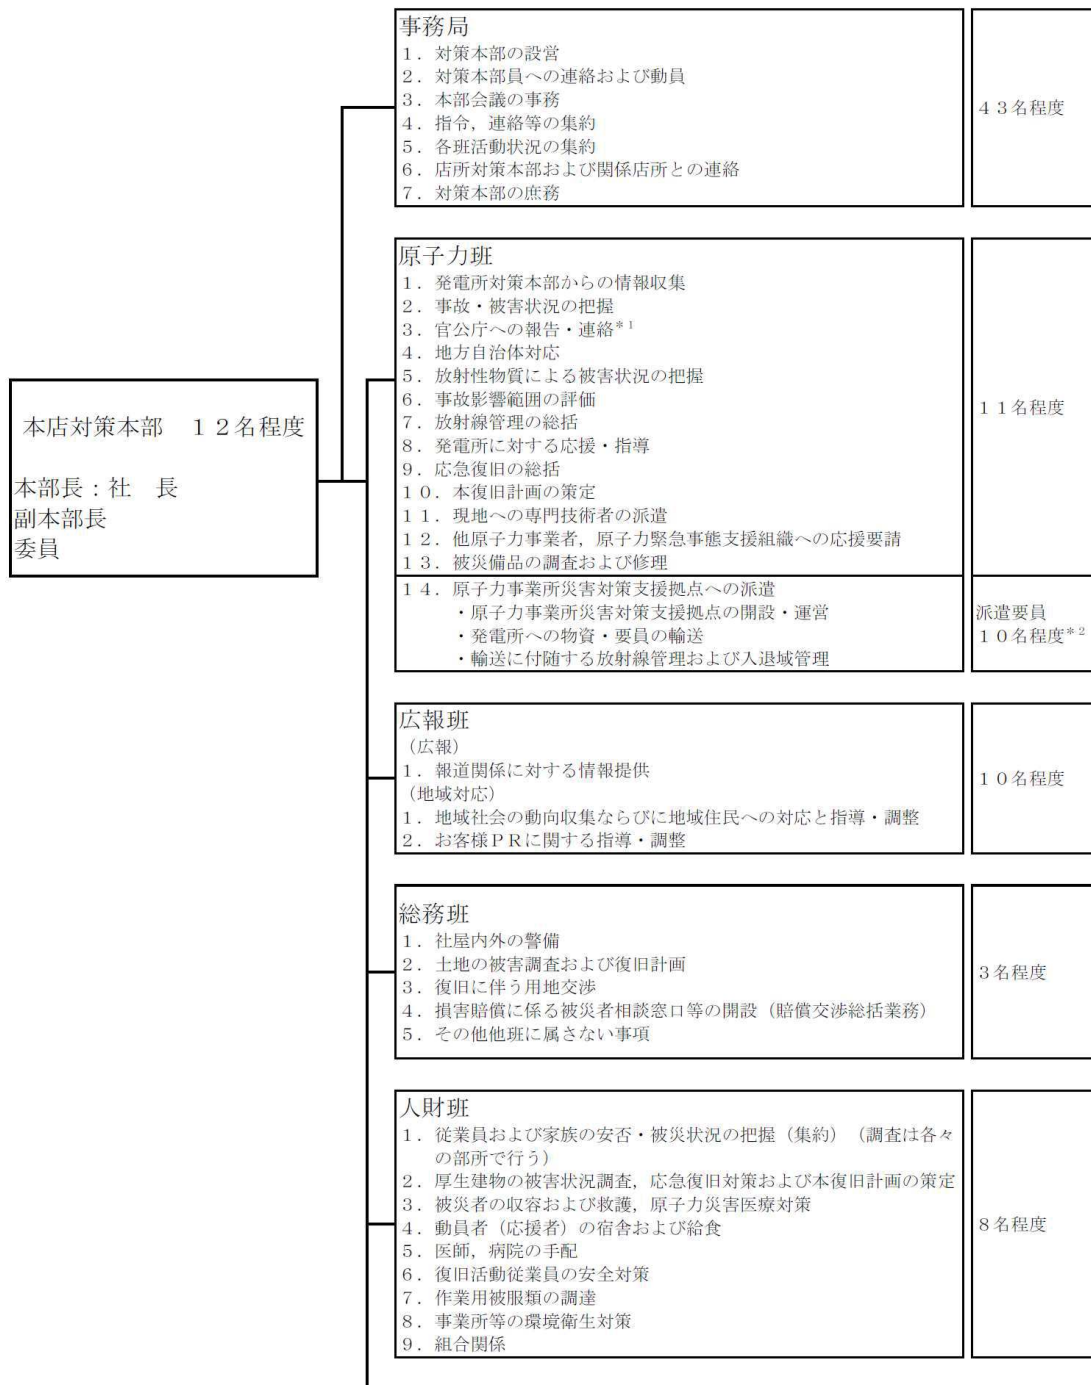 事務局
１．対策本部の設営
２．対策本部員への連絡および動員
３．本部会議の事務
４．指令，連絡等の集約
５．各班活動状況の集約
６．店所対策本部および関係店所との連絡
７．対策本部の庶務
４３名程度
原子力班
１．発電所対策本部からの情報収集
２．事故・被害状況の把握
３．官公庁への報告・連絡＊１
４．地方自治体対応
５．放射性物質による被害状況の把握
６．事故影響範囲の評価
７．放射線管理の総括
８．発電所に対する応援・指導
９．応急復旧の総括
１０．本復旧計画の策定
１１．現地への専門技術者の派遣
１２．他原子力事業者，原子力緊急事態支援組織への応援要請
１３．被災備品の調査および修理
１１名程度
１４．原子力事業所災害対策支援拠点への派遣
・原子力事業所災害対策支援拠点の開設・運営
・発電所への物資・要員の輸送
・輸送に付随する放射線管理および入退域管理
派遣要員
１０名程度＊２
本店対策本部　１２名程度
本部長：社　長
副本部長
委員
広報班
（広報）
１．報道関係に対する情報提供
（地域対応）
１．地域社会の動向収集ならびに地域住民への対応と指導・調整
２．お客様ＰＲに関する指導・調整
１０名程度
総務班
１．社屋内外の警備
２．土地の被害調査および復旧計画
３．復旧に伴う用地交渉
４．損害賠償に係る被災者相談窓口等の開設（賠償交渉総括業務）
５．その他他班に属さない事項
３名程度
人財班
１．従業員および家族の安否・被災状況の把握（集約）（調査は各々
の部所で行う）
２．厚生建物の被害状況調査，応急復旧対策および本復旧計画の策定
３．被災者の収容および救護，原子力災害医療対策
４．動員者（応援者）の宿舎および給食
５．医師，病院の手配
６．復旧活動従業員の安全対策
７．作業用被服類の調達
８．事業所等の環境衛生対策
９．組合関係
８名程度